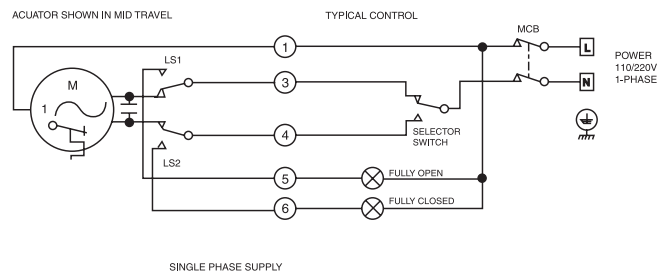 ACUATOR SHOWN IN MID TRAVEL
TYPICAL CONTROL
MCB
1
L
LS1
POWER
110/220V
1-PHASE
M
3
N
1
4
SELECTOR
SWITCH
LS2
5
FULLY OPEN
6
FULLY CLOSED
SINGLE PHASE SUPPLY